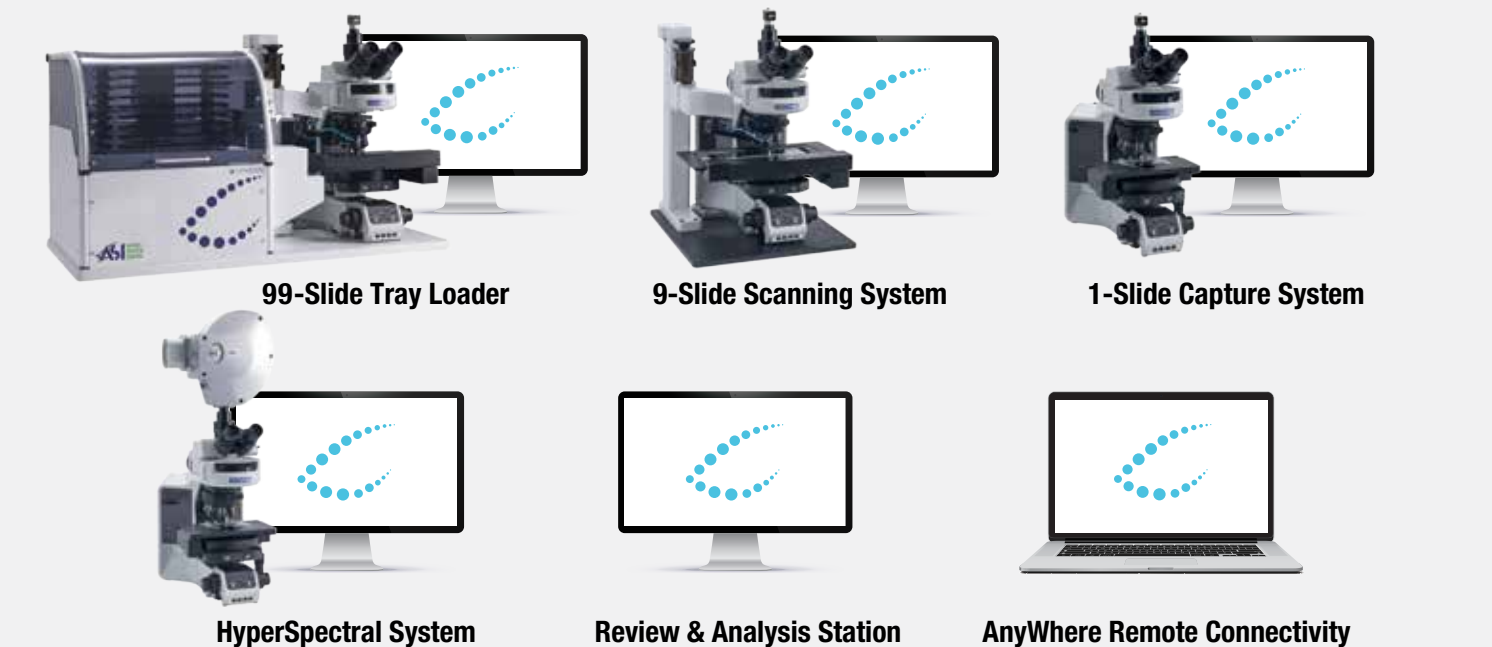 ASI
99-Slide Tray Loader
9-Slide Scanning System
1-Slide Capture System
HyperSpectral System
Review & Analysis Station
AnyWhere Remote Connectivity